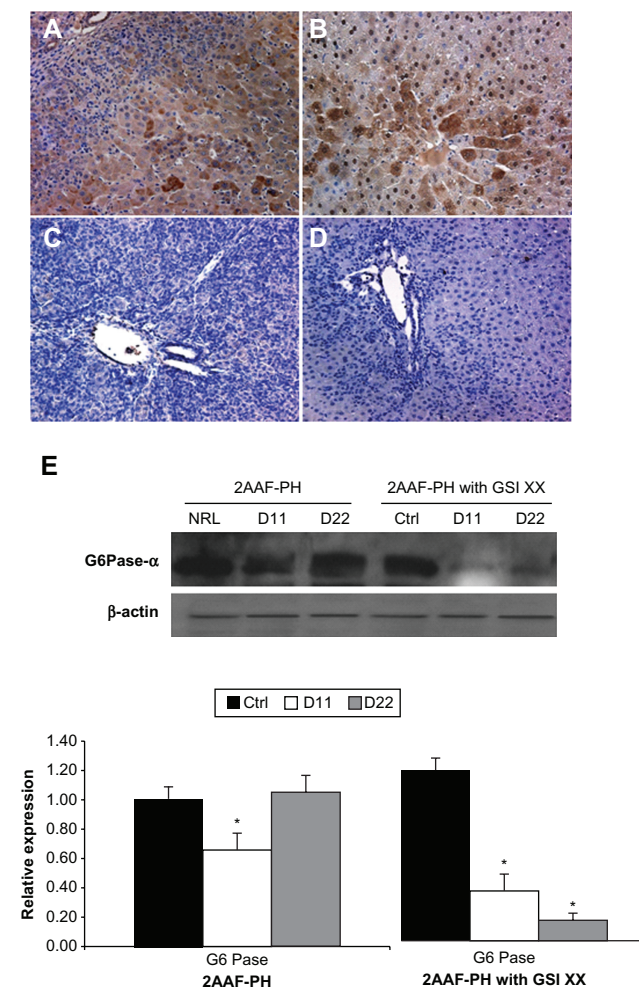 A
B
C
D
E
2AAF-PH
2AAF-PH with GSI XX
NRL D11 D22 Ctrl D11 D22
G6Pase-α
β-actin
Ctrl D11 D22
1.40
1.20
1.00
0.80
0.60
0.40
0.20
0.00
Relative expression
*
*
*
G6 Pase
2AAF-PH
G6 Pase
2AAF-PH with GSI XX